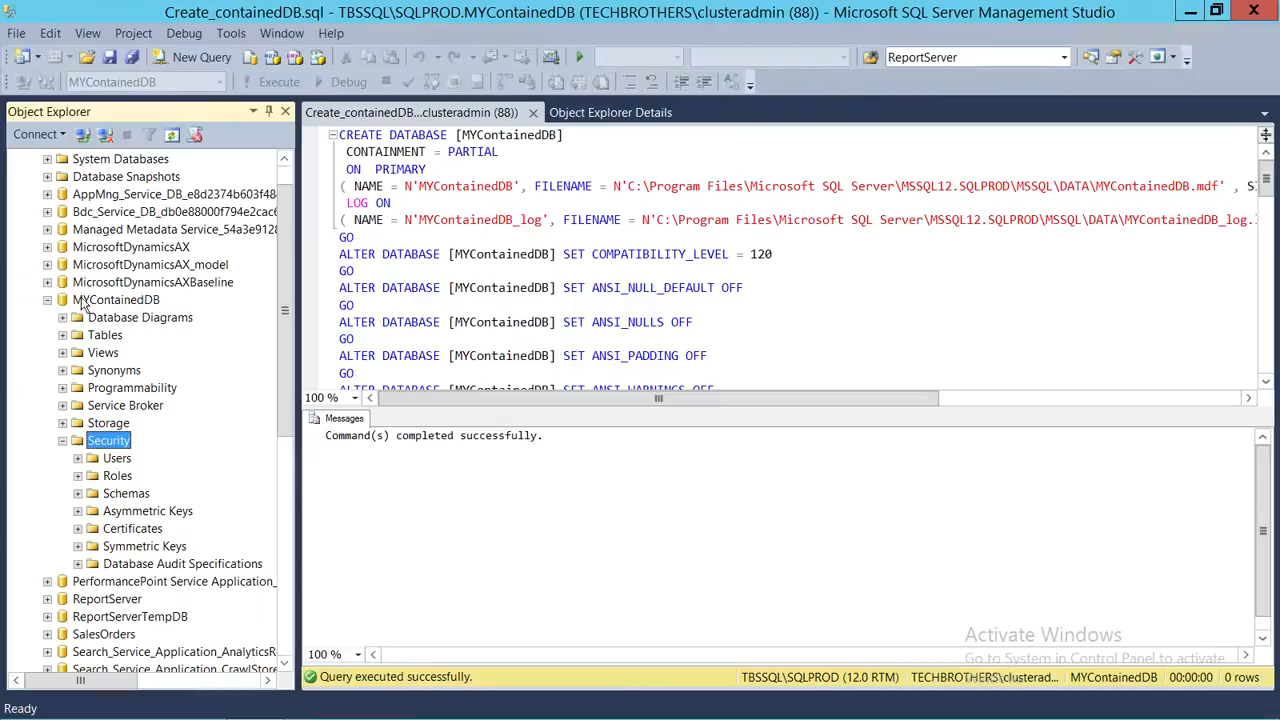 Create_containedDB.sql - TBSSQL\SQLPROD.MYContainedDB (TECHBROTHERS\clusteradmin (88)) - Microsoft SQL Server Management Studio
File Edit View Project Debug Tools Window Help
New Query ReportServer
MYContainedDB Execute Debug
Object Explorer
Create_containedDB...clusteradmin (88)) Object Explorer Details
Connect
System Databases
Database Snapshots
AppMng_Service_DB_e8d2374b603f48
Bdc_Service_DB_db0e88000f794e2cac6
Managed Metadata Service_54a3e9128
MicrosoftDynamicsAX
MicrosoftDynamicsAX_model
MicrosoftDynamicsAXBaseline
MYContainedDB
Database Diagrams
Tables
Views
Synonyms
Programmability
Service Broker
Storage
Security
Users
Roles
Schemas
Asymmetric Keys
Certificates
Symmetric Keys
Database Audit Specifications
PerformancePoint Service Application_
ReportServer
ReportServerTempDB
SalesOrders
Search_Service_Application_AnalyticsR
Search_Service_Application_CrawlStore
CREATE DATABASE [MYContainedDB]
CONTAINMENT = PARTIAL
ON PRIMARY
( NAME = N'MYContainedDB', FILENAME = N'C:\Program Files\Microsoft SQL Server\MSSQL12.SQLPROD\MSSQL\DATA\MYContainedDB.mdf' , S
LOG ON
( NAME = N'MYContainedDB_log', FILENAME = N'C:\Program Files\Microsoft SQL Server\MSSQL12.SQLPROD\MSSQL\DATA\MYContainedDB_log.
GO
ALTER DATABASE [MYContainedDB] SET COMPATIBILITY_LEVEL = 120
GO
ALTER DATABASE [MYContainedDB] SET ANSI_NULL_DEFAULT OFF
GO
ALTER DATABASE [MYContainedDB] SET ANSI_NULLS OFF
GO
ALTER DATABASE [MYContainedDB] SET ANSI_PADDING OFF
GO
ALTER DATABASE [MYContainedDB] SET ANSI_WARNINGS OFF
100 %
Messages
Command(s) completed successfully.
Activate Windows
Go to System in Control Panel to activate
100 %
Query executed successfully. TBSSQL\SQLPROD (12.0 RTM) TECHBROTHERS\clusterad... MYContainedDB 00:00:00 0 rows
Ready